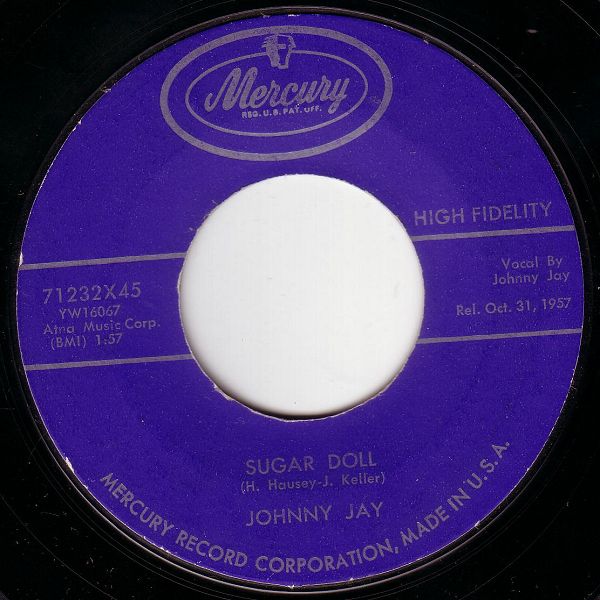 Mercury
REG. U.S. PAT. OFF.
HIGH FIDELITY
71232X45
YW16067
Atna Music Corp.
(BMI) 1:57
Vocal By
Johnny Jay
Rel. Oct. 31, 1957
SUGAR DOLL
(H. Hausey-J. Keller)
JOHNNY JAY
MERCURY RECORD CORPORATION, MADE IN U.S.A.